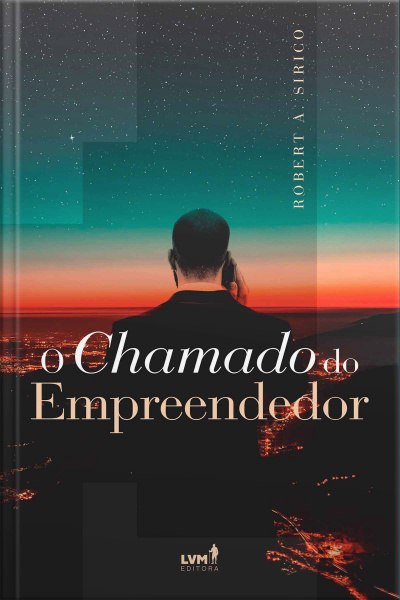 ROBERT A. SIRICO
O Chamado do
Empreendedor
LVM
EDITORA